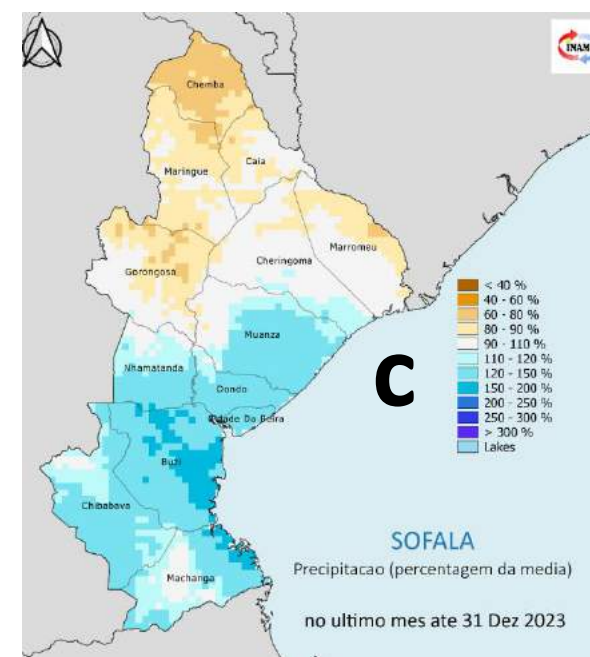 INAM
Chemba
Caia
Maringue
Marromeu
Cheringoma
Gorongosa
Muanza
Nhamatanda
Dondo
Cidade Da Beira
Buzi
Chibabava
Machanga
< 40 %
40 - 60 %
60 - 80 %
80 - 90 %
90 - 110 %
110 - 120 %
120 - 150 %
150 - 200 %
200 - 250 %
250 - 300 %
> 300 %
Lakes
C
SOFALA
Precipitacao (percentagem da media)
no ultimo mes ate 31 Dez 2023